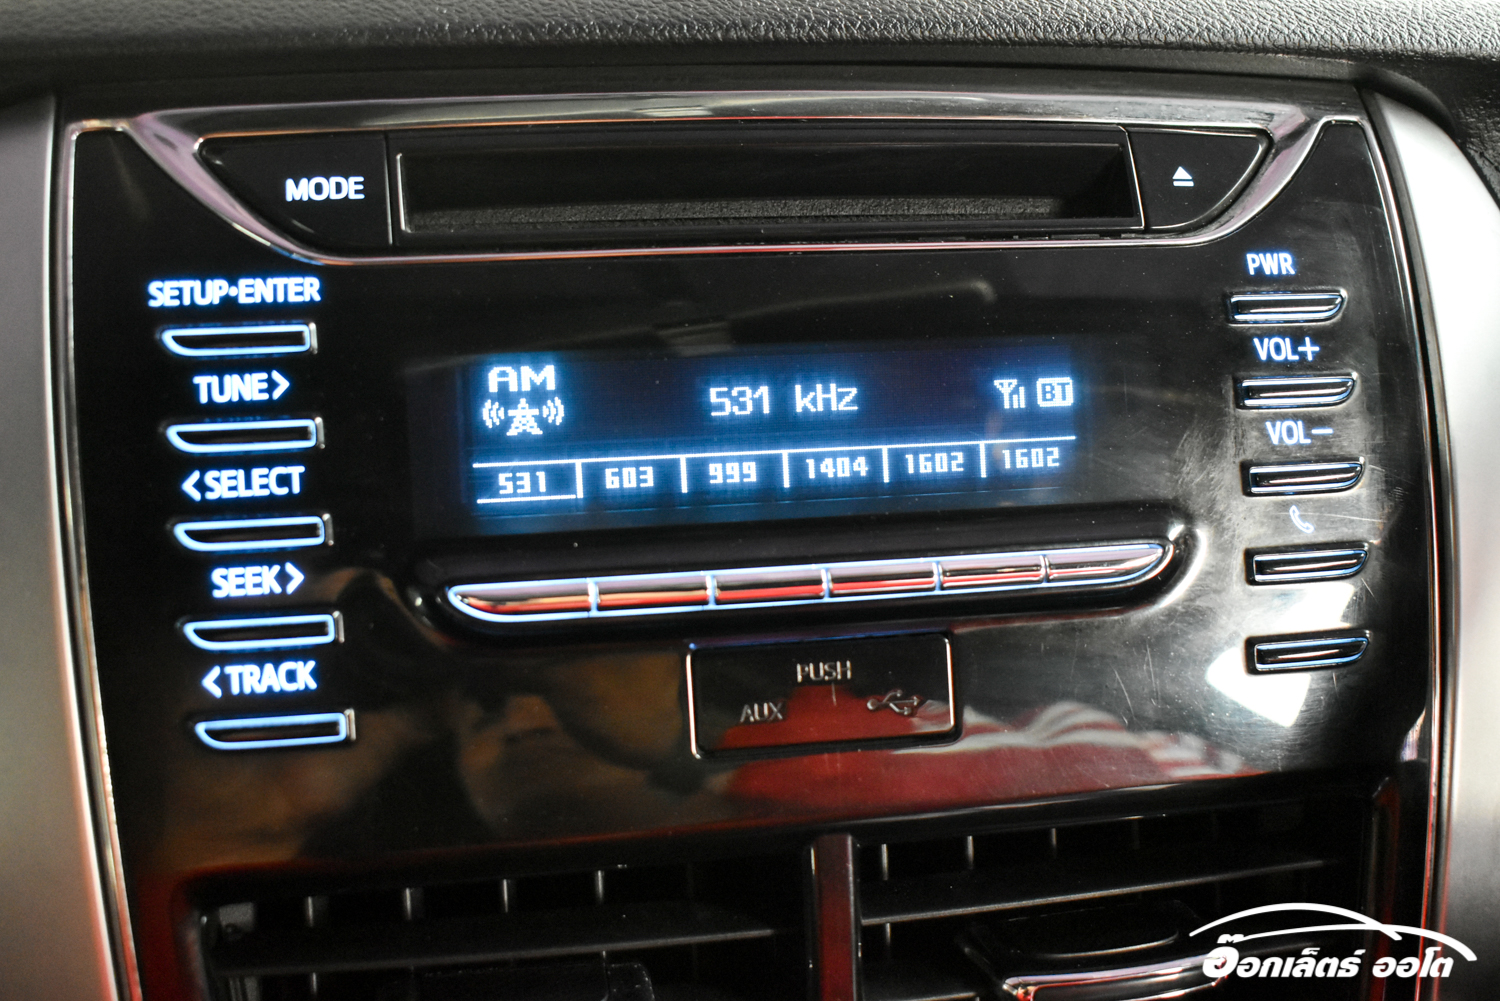 MODE
SETUP•ENTER
TUNE>
<SELECT
SEEK>
<TRACK
AM
531 kHz
BT
531 603 999 1404 1602 1602
PWR
VOL+
VOL-
PUSH
AUX
อ๊อกเล็ตร์ ออโต